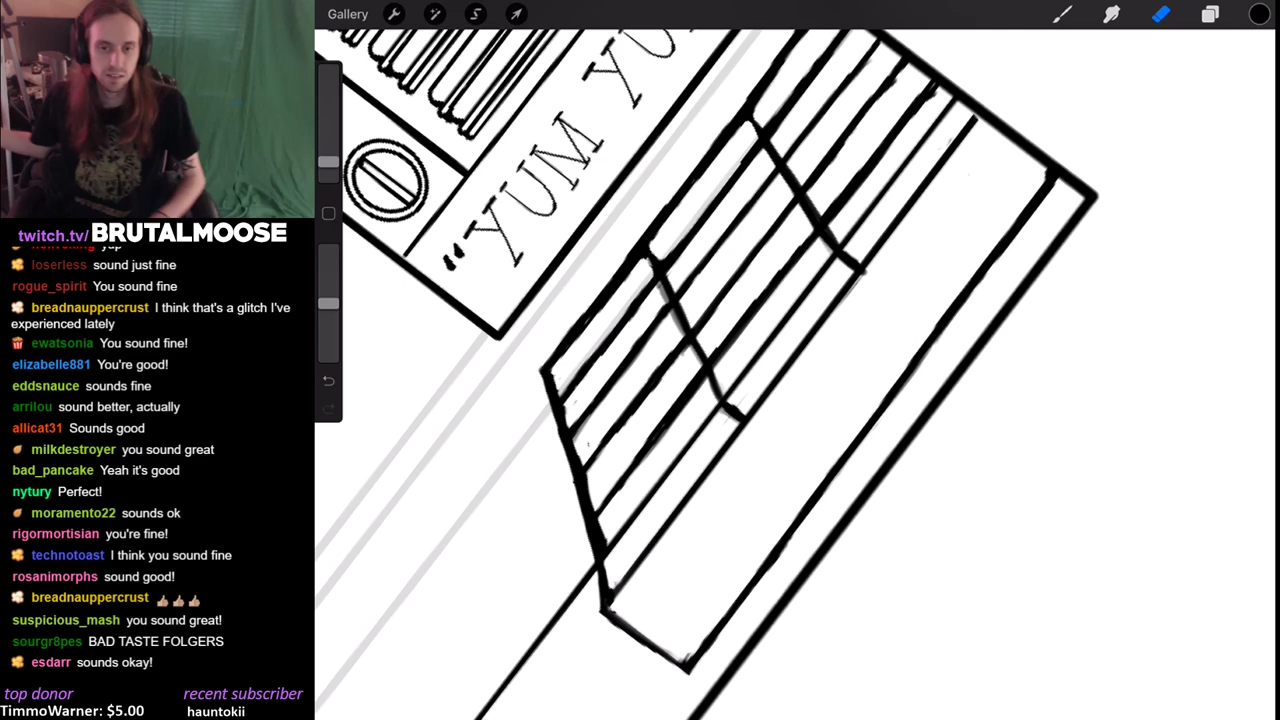 Gallery
"YUM YU
twitch.tv/BRUTALMOOSE
loserless sound just fine
rogue_spirit You sound fine
breadnauppercrust I think that's a glitch I've
experienced lately
ewatsonia You sound fine!
elizabelle881 You're good!
eddsnauce sounds fine
arrilou sound better, actually
allicat31 Sounds good
milkdestroyer you sound great
bad_pancake Yeah it's good
nytury Perfect!
moramento22 sounds ok
rigormortisian you're fine!
technotoast I think you sound fine
rosanimorphs sound good!
breadnauppercrust 👍🏼👍🏼👍🏼
suspicious_mash you sound great!
sourgr8pes BAD TASTE FOLGERS
esdarr sounds okay!
top donor recent subscriber
TimmoWarner: $5.00 hauntokii